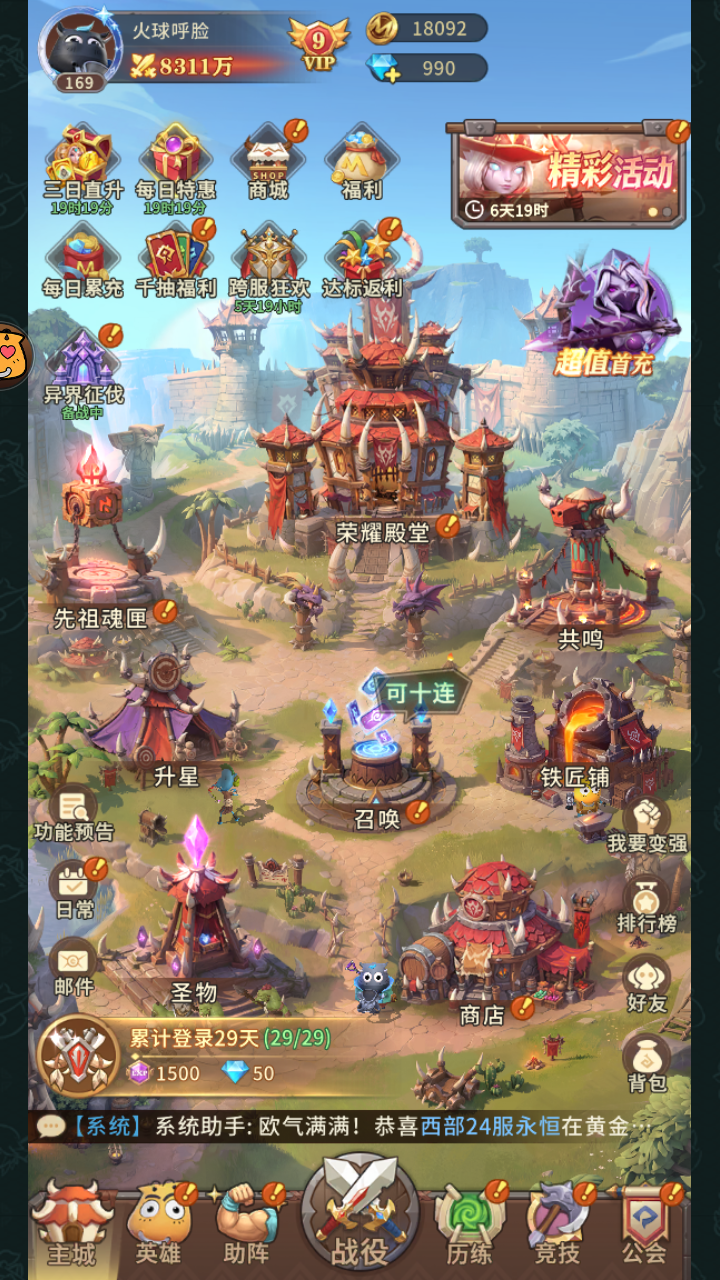 火球呼脸
18092
9
VIP
8311万
990
169
三日直升
每日特惠
SHOP
商城
福利
精彩活动
19时19分
19时19分
6天19时
每日累充
千抽福利
跨服狂欢
达标返利
5天19小时
超值首充
异界征伐
备战中
荣耀殿堂
先祖魂匣
共鸣
可十连
升星
铁匠铺
召唤
功能预告
我要变强
日常
排行榜
邮件
圣物
商店
好友
累计登录29天(29/29)
EXP 1500
50
背包
【系统】 系统助手: 欧气满满！恭喜西部24服永恒在黄金…
主城
英雄
助阵
战役
历练
竞技
公会